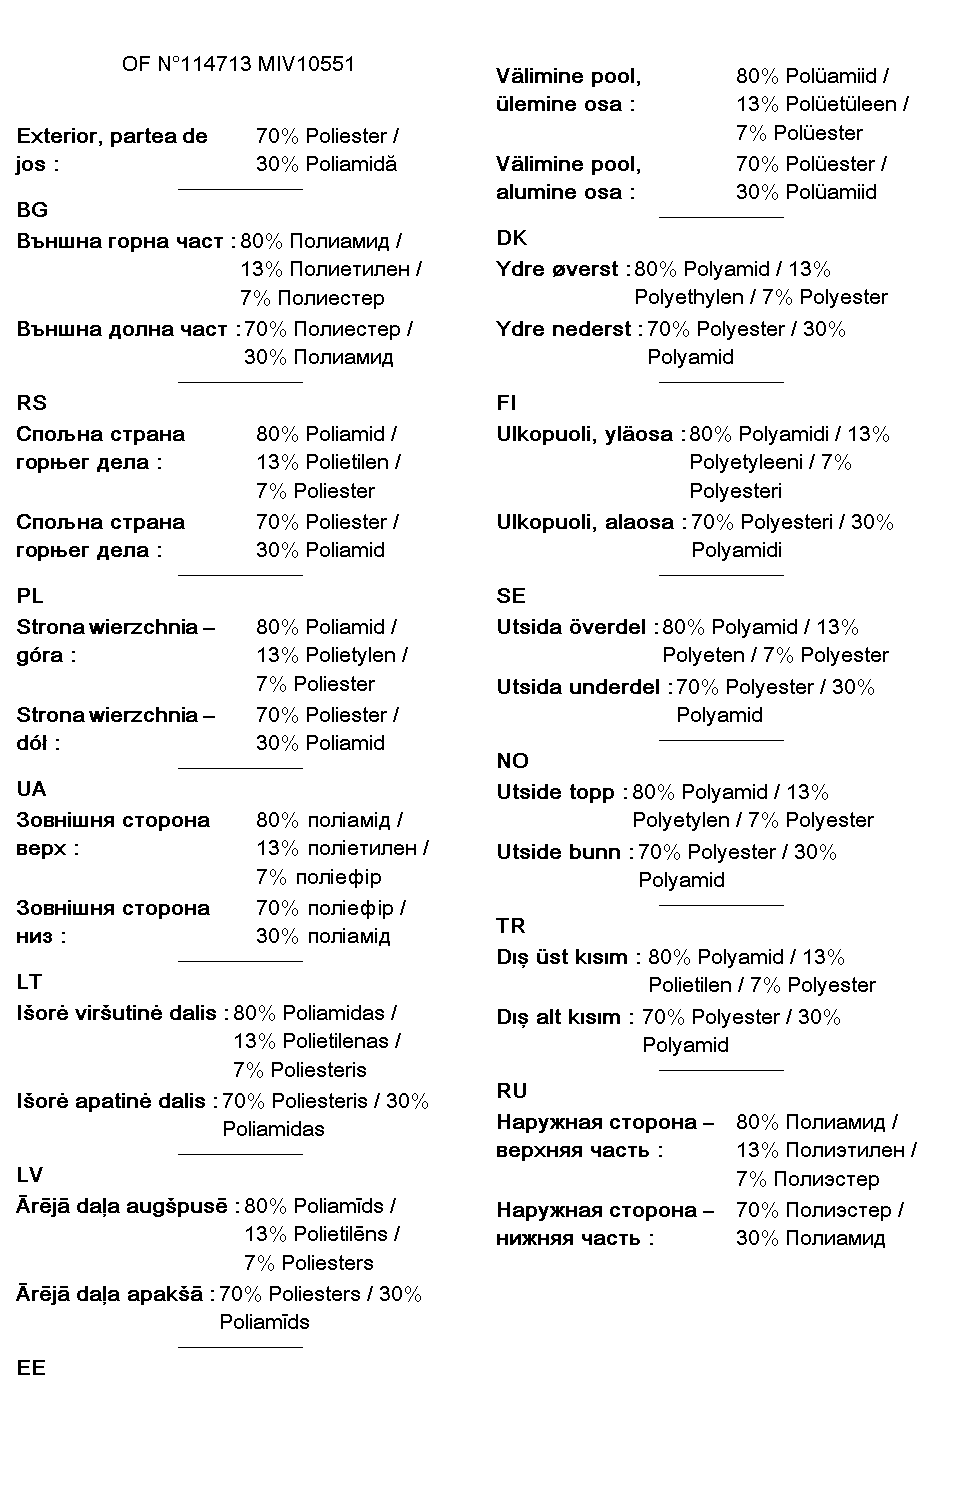 OF N°114713 MIV10551
Exterior, partea de 70% Poliester /
jos : 30% Poliamidă
BG
Външна горна част : 80% Полиамид /
13% Полиетилен /
7% Полиестер
Външна долна част : 70% Полиестер /
30% Полиамид
RS
Спољна страна 80% Poliamid /
горњег дела : 13% Polietilen /
7% Poliester
Спољна страна 70% Poliester /
горњег дела : 30% Poliamid
PL
Strona wierzchnia – 80% Poliamid /
góra : 13% Polietylen /
7% Poliester
Strona wierzchnia – 70% Poliester /
dół : 30% Poliamid
UA
Зовнішня сторона 80% поліамід /
верх : 13% поліетилен /
7% поліефір
Зовнішня сторона 70% поліефір /
низ : 30% поліамід
LT
Išorė viršutinė dalis : 80% Poliamidas /
13% Polietilenas /
7% Poliesteris
Išorė apatinė dalis : 70% Poliesteris / 30%
Poliamidas
LV
Ārējā daļa augšpusē : 80% Poliamīds /
13% Polietilēns /
7% Poliesters
Ārējā daļa apakšā : 70% Poliesters / 30%
Poliamīds
EE
Välimine pool, 80% Polüamiid /
ülemine osa : 13% Polüetüleen /
7% Polüester
Välimine pool, 70% Polüester /
alumine osa : 30% Polüamiid
DK
Ydre øverst : 80% Polyamid / 13%
Polyethylen / 7% Polyester
Ydre nederst : 70% Polyester / 30%
Polyamid
FI
Ulkopuoli, yläosa : 80% Polyamidi / 13%
Polyetyleeni / 7%
Polyesteri
Ulkopuoli, alaosa : 70% Polyesteri / 30%
Polyamidi
SE
Utsida överdel : 80% Polyamid / 13%
Polyeten / 7% Polyester
Utsida underdel : 70% Polyester / 30%
Polyamid
NO
Utside topp : 80% Polyamid / 13%
Polyetylen / 7% Polyester
Utside bunn : 70% Polyester / 30%
Polyamid
TR
Dış üst kısım : 80% Polyamid / 13%
Polietilen / 7% Polyester
Dış alt kısım : 70% Polyester / 30%
Polyamid
RU
Наружная сторона – 80% Полиамид /
верхняя часть : 13% Полиэтилен /
7% Полиэстер
Наружная сторона – 70% Полиэстер /
нижняя часть : 30% Полиамид